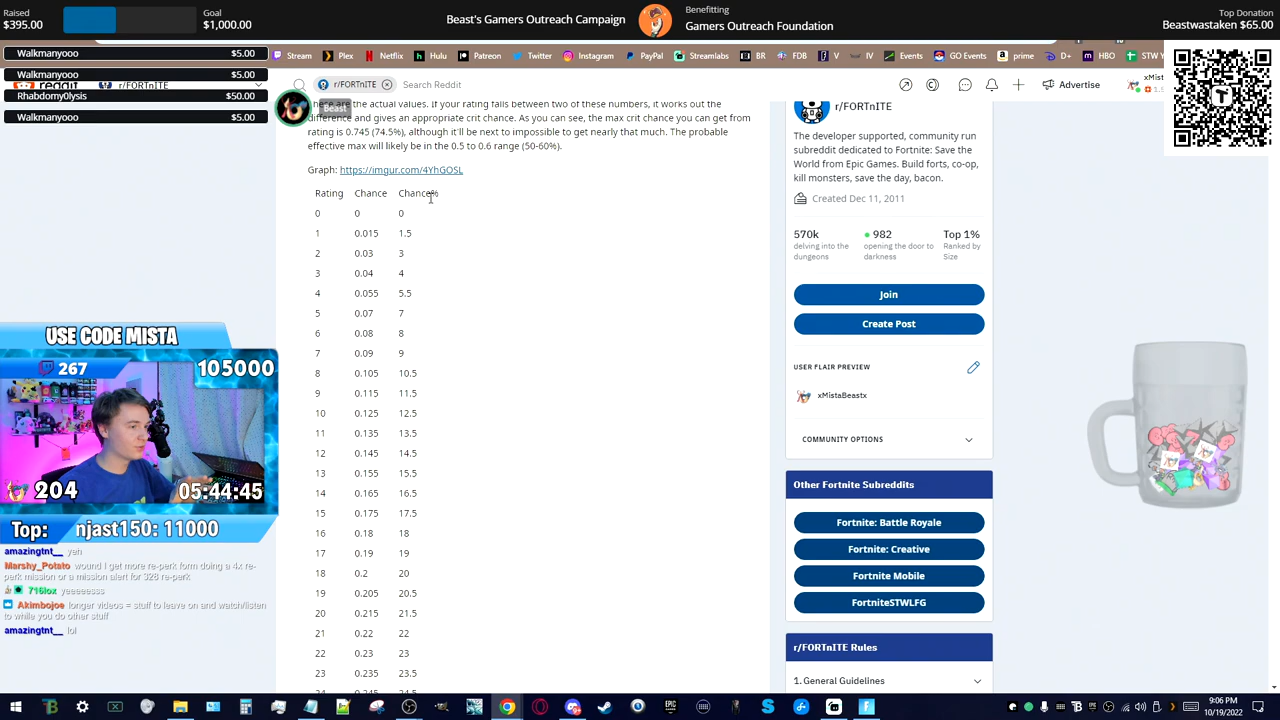 Raised
$395.00
Goal
$1,000.00
Beast's Gamers Outreach Campaign
Benefitting
Gamers Outreach Foundation
Top Donation
Beastwastaken $65.00
Walkmanyooo $5.00
Walkmanyooo $5.00
Rhabdomy0lysis $50.00
Walkmanyooo $5.00
Stream
Plex
Netflix
Hulu
Patreon
Twitter
Instagram
PayPal
Streamlabs
BR
FDB
V
IV
Events
GO Events
prime
D+
HBO
STW
reddit
r/FORTnITE
r/FORTnITE
Search Reddit
Advertise
Beast
These are the actual values. If your rating falls between two of these numbers, it works out the
difference and gives an appropriate crit chance. As you can see, the max crit chance you can get from
rating is 0.745 (74.5%), although it'll be next to impossible to get nearly that much. The probable
effective max will likely be in the 0.5 to 0.6 range (50-60%).
Graph: https://imgur.com/4YhGOSL
Rating Chance Chance%
0 0 0
1 0.015 1.5
2 0.03 3
3 0.04 4
4 0.055 5.5
5 0.07 7
6 0.08 8
7 0.09 9
8 0.105 10.5
9 0.115 11.5
10 0.125 12.5
11 0.135 13.5
12 0.145 14.5
13 0.155 15.5
14 0.165 16.5
15 0.175 17.5
16 0.18 18
17 0.19 19
18 0.2 20
19 0.205 20.5
20 0.215 21.5
21 0.22 22
22 0.23 23
23 0.235 23.5
24 0.245 24.5
r/FORTnITE
The developer supported, community run
subreddit dedicated to Fortnite: Save the
World from Epic Games. Build forts, co-op,
kill monsters, save the day, bacon.
Created Dec 11, 2011
570k
delving into the
dungeons
982
opening the door to
darkness
Top 1%
Ranked by
Size
Join
Create Post
USER FLAIR PREVIEW
xMistaBeastx
COMMUNITY OPTIONS
Other Fortnite Subreddits
Fortnite: Battle Royale
Fortnite: Creative
Fortnite Mobile
FortniteSTWLFG
r/FORTnITE Rules
1. General Guidelines
USE CODE MISTA
267
105000
204
05:44:45
Top: njast150: 11000
amazingtnt__ yeh
Marshy_Potato wound I get more re-perk form doing a 4x re-
perk mission or a mission alert for 328 re-perk
716lox yeeeeesss
Akimbojoe longer videos = stuff to leave on and watch/listen
to while you do other stuff
amazingtnt__ lol
9:06 PM
10/19/2022